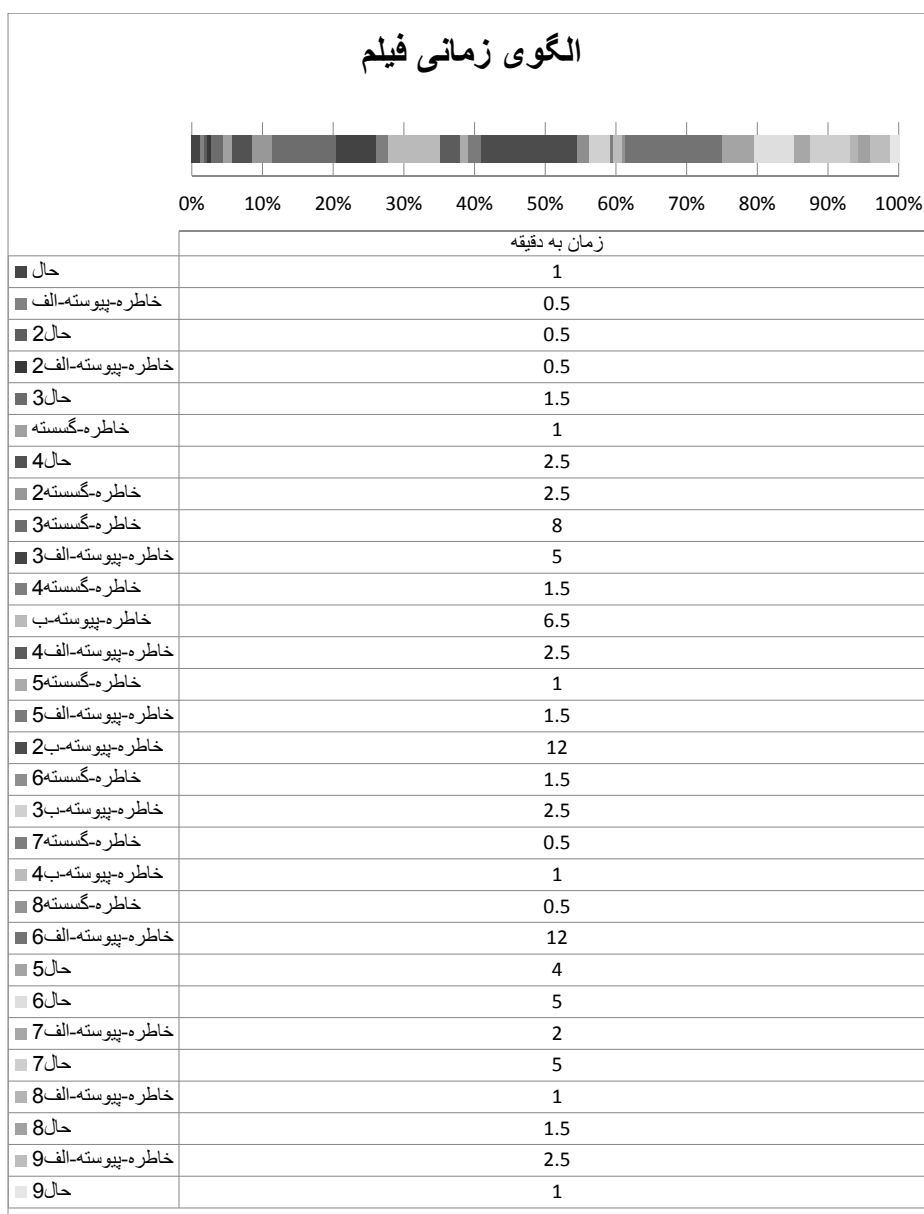 الگوی زمانی فیلم
0% 10% 20% 30% 40% 50% 60% 70% 80% 90% 100%
زمان به دقیقه
حال 1
خاطره-پیوسته-الف 0.5
حال2 0.5
خاطره-پیوسته-الف2 0.5
حال3 1.5
خاطره-گسسته 1
حال4 2.5
خاطره-گسسته2 2.5
خاطره-گسسته3 8
خاطره-پیوسته-الف3 5
خاطره-گسسته4 1.5
خاطره-پیوسته-ب 6.5
خاطره-پیوسته-الف4 2.5
خاطره-گسسته5 1
خاطره-پیوسته-الف5 1.5
خاطره-پیوسته-ب2 12
خاطره-گسسته6 1.5
خاطره-پیوسته-ب3 2.5
خاطره-گسسته7 0.5
خاطره-پیوسته-ب4 1
خاطره-گسسته8 0.5
خاطره-پیوسته-الف6 12
حال5 4
حال6 5
خاطره-پیوسته-الف7 2
حال7 5
خاطره-پیوسته-الف8 1
حال8 1.5
خاطره-پیوسته-الف9 2.5
حال9 1